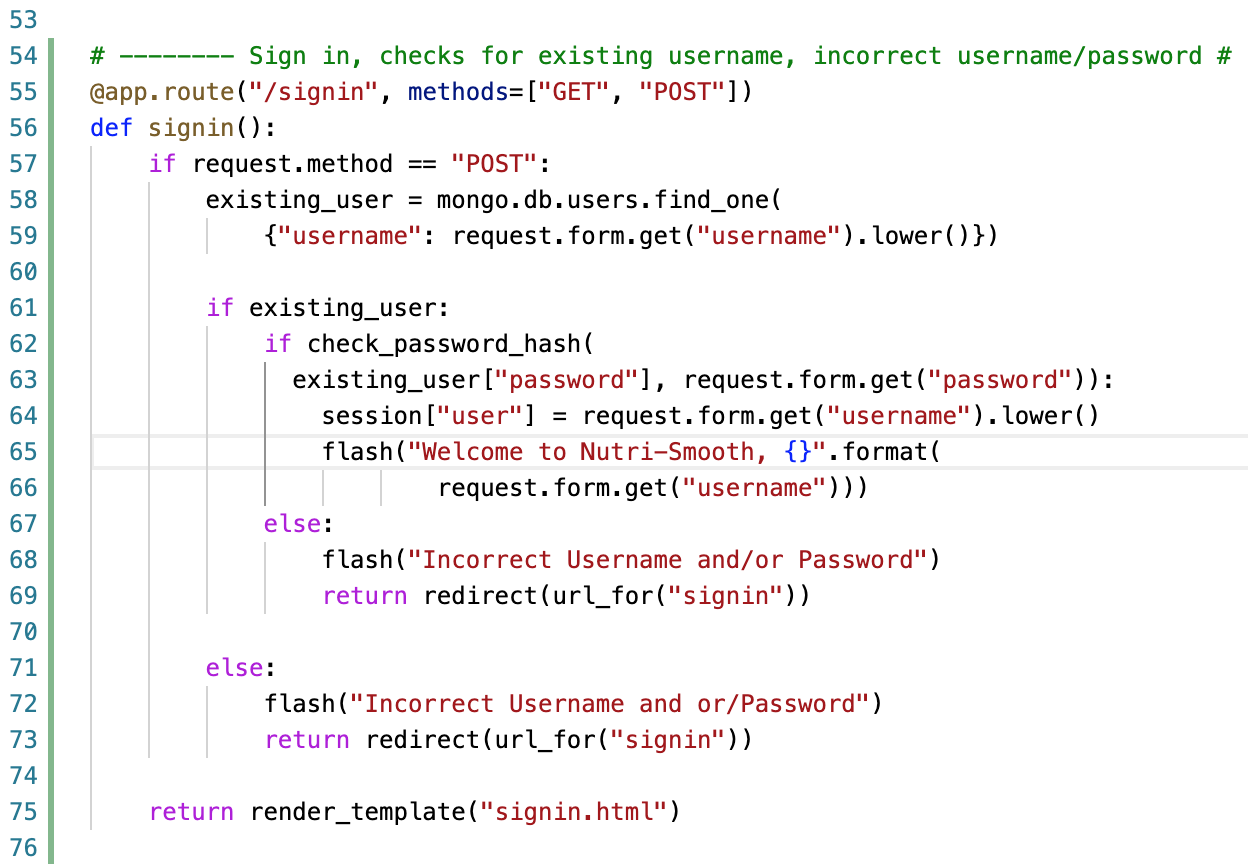 53
54 # -------- Sign in, checks for existing username, incorrect username/password #
55 @app.route("/signin", methods=["GET", "POST"])
56 def signin():
57     if request.method == "POST":
58         existing_user = mongo.db.users.find_one(
59             {"username": request.form.get("username").lower()})
60
61         if existing_user:
62             if check_password_hash(
63               existing_user["password"], request.form.get("password")):
64                 session["user"] = request.form.get("username").lower()
65                 flash("Welcome to Nutri-Smooth, {}".format(
66                         request.form.get("username")))
67             else:
68                 flash("Incorrect Username and/or Password")
69                 return redirect(url_for("signin"))
70
71         else:
72             flash("Incorrect Username and or/Password")
73             return redirect(url_for("signin"))
74
75     return render_template("signin.html")
76